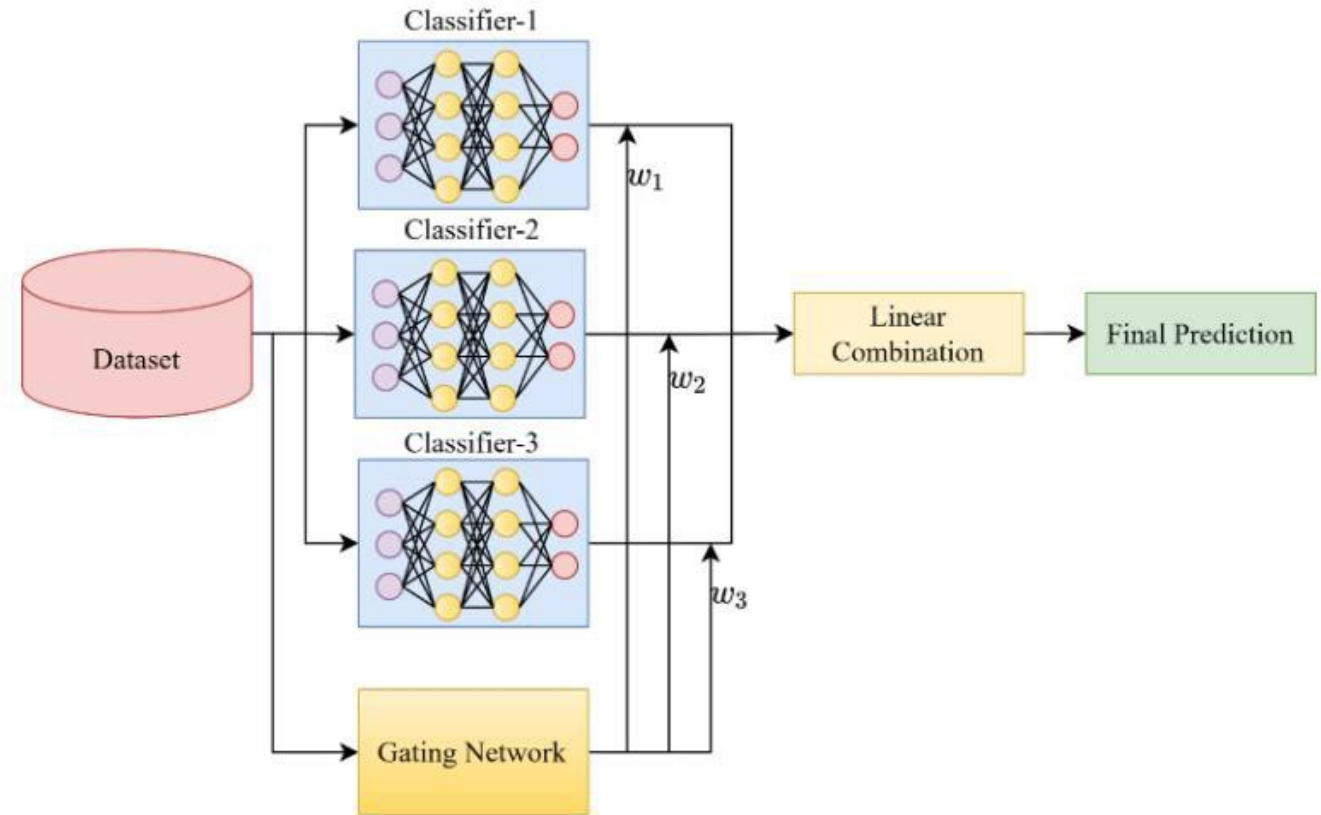 Classifier-1
w₁
Classifier-2
Dataset
w₂
Linear
Combination
Final Prediction
Classifier-3
w₃
Gating Network